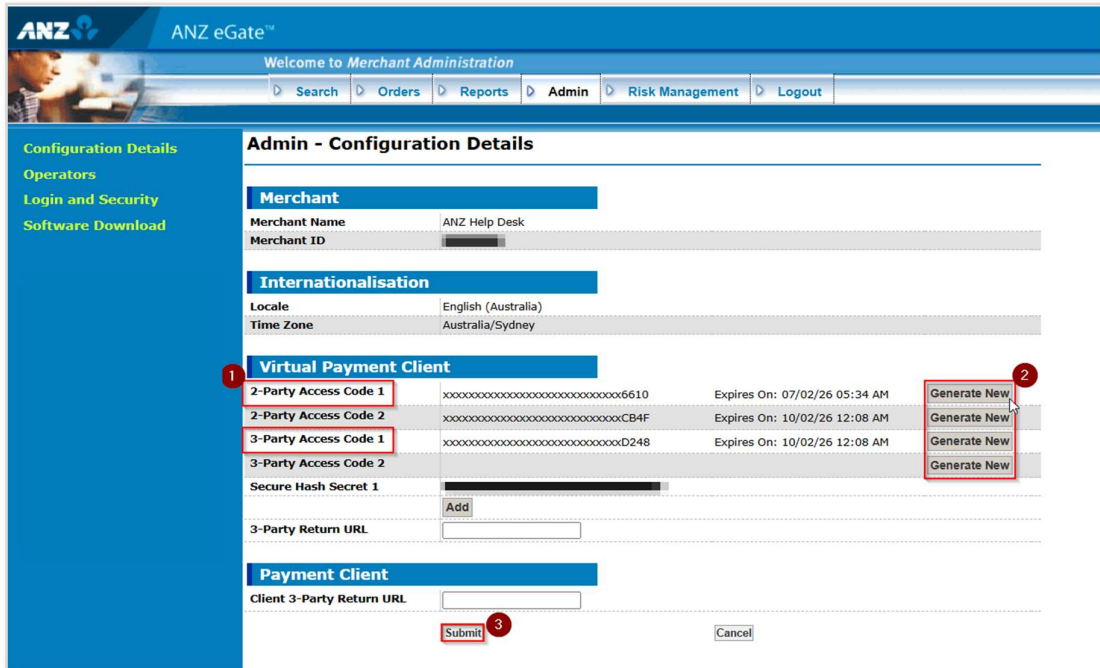 ANZ ANZ eGate™
Welcome to Merchant Administration
Search Orders Reports Admin Risk Management Logout
Configuration Details
Operators
Login and Security
Software Download
Admin - Configuration Details
Merchant
Merchant Name ANZ Help Desk
Merchant ID
Internationalisation
Locale English (Australia)
Time Zone Australia/Sydney
Virtual Payment Client
1 2
2-Party Access Code 1 xxxxxxxxxxxxxxxxxxxxxxxxxxxx6610 Expires On: 07/02/26 05:34 AM Generate New
2-Party Access Code 2 xxxxxxxxxxxxxxxxxxxxxxxxxxxxCB4F Expires On: 10/02/26 12:08 AM Generate New
3-Party Access Code 1 xxxxxxxxxxxxxxxxxxxxxxxxxxxxD248 Expires On: 10/02/26 12:08 AM Generate New
3-Party Access Code 2 Generate New
Secure Hash Secret 1
Add
3-Party Return URL
Payment Client
Client 3-Party Return URL
Submit 3 Cancel